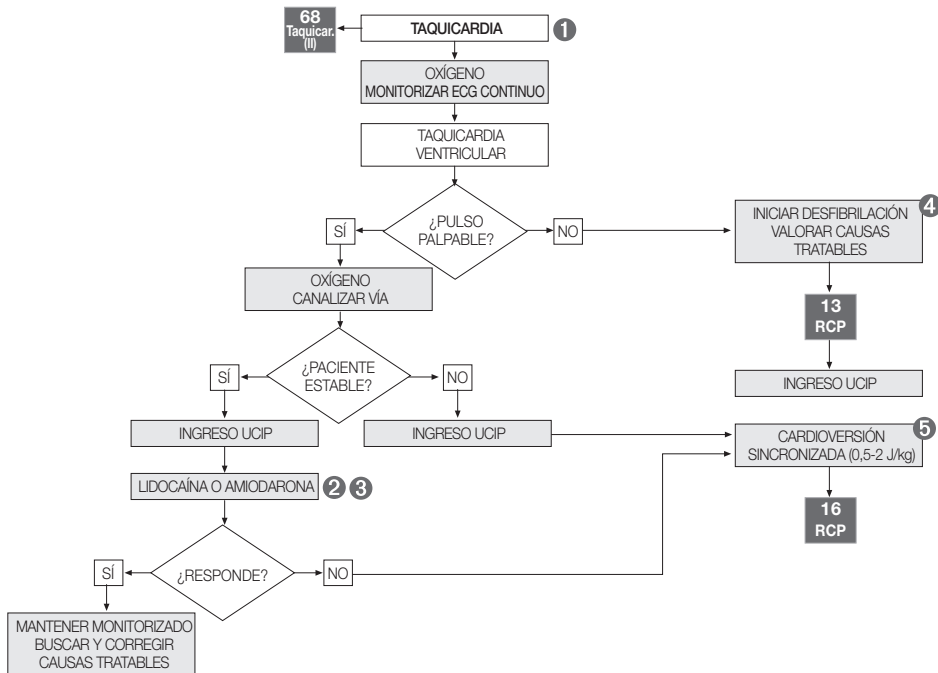 68
Taquicar.
(II)
TAQUICARDIA
1
OXÍGENO
MONITORIZAR ECG CONTINUO
TAQUICARDIA
VENTRICULAR
¿PULSO
PALPABLE?
SÍ
NO
INICIAR DESFIBRILACIÓN
VALORAR CAUSAS
TRATABLES
4
OXÍGENO
CANALIZAR VÍA
13
RCP
¿PACIENTE
ESTABLE?
SÍ
NO
INGRESO UCIP
INGRESO UCIP
INGRESO UCIP
CARDIOVERSIÓN
SINCRONIZADA (0,5-2 J/kg)
5
LIDOCAÍNA O AMIODARONA
2 3
16
RCP
¿RESPONDE?
SÍ
NO
MANTENER MONITORIZADO
BUSCAR Y CORREGIR
CAUSAS TRATABLES